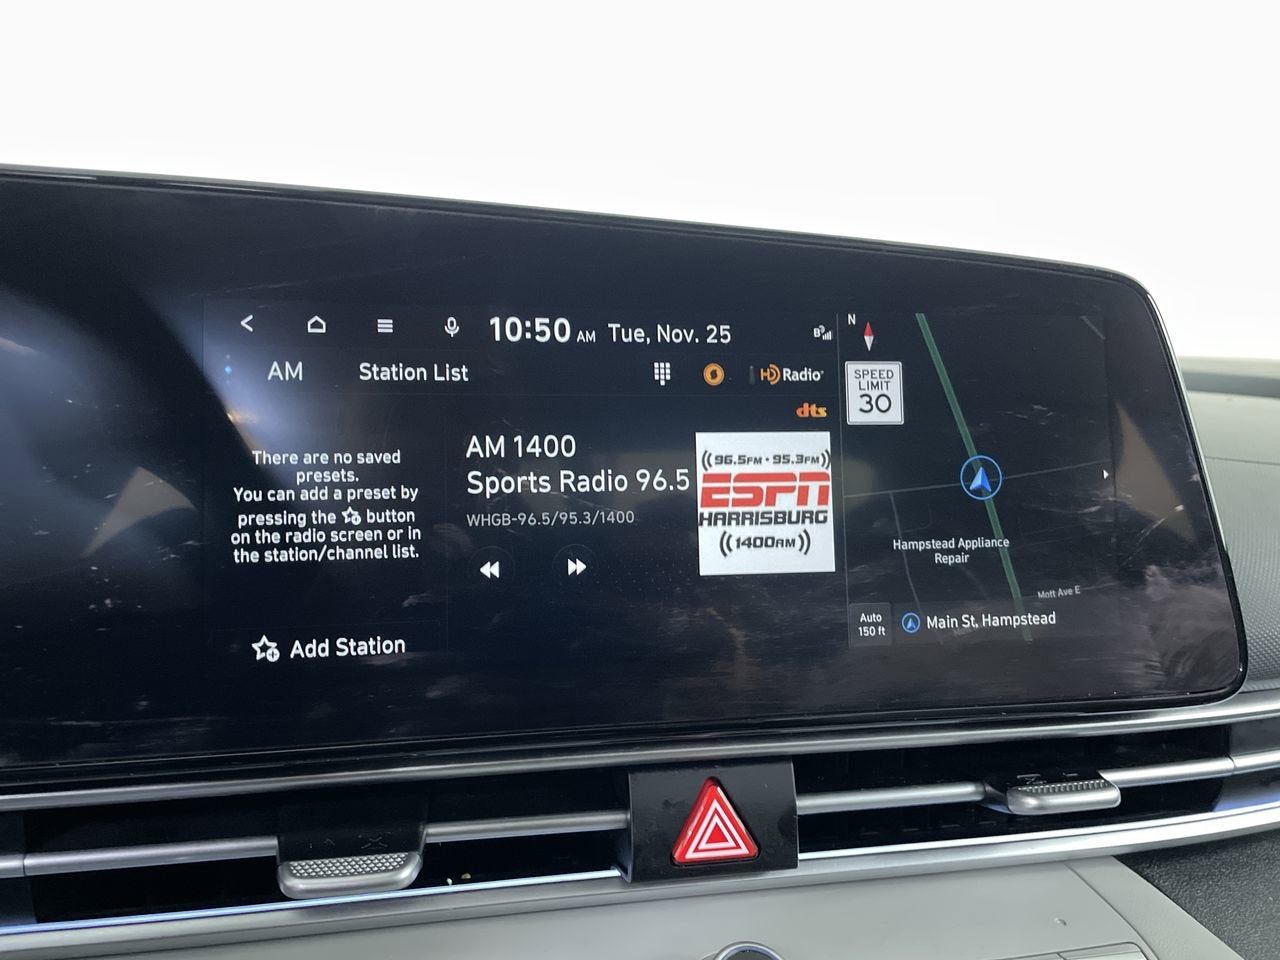 10:50 AM Tue, Nov. 25
AM
Station List
HD Radio
dts
There are no saved
presets.
You can add a preset by
pressing the button
on the radio screen or in
the station/channel list.
Add Station
AM 1400
Sports Radio 96.5
WHGB-96.5/95.3/1400
((96.5FM • 95.3FM))
ESPN
HARRISBURG
((1400AM))
N
SPEED
LIMIT
30
Hampstead Appliance
Repair
Mott Ave E
Auto
150 ft
Main St, Hampstead